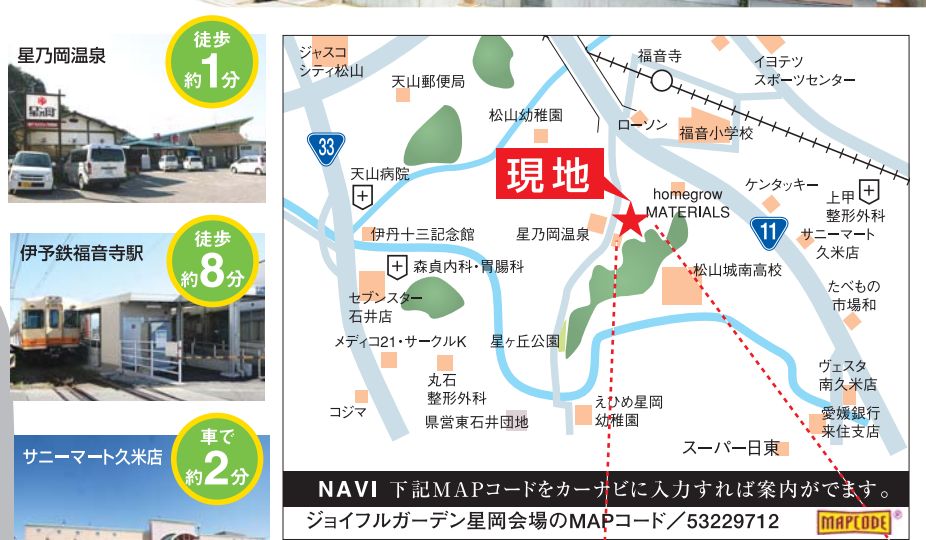 星乃岡温泉
徒歩
約1分
星乃岡
伊予鉄福音寺駅
徒歩
約8分
サニーマート久米店
車で
約2分
ジャスコ
シティ松山
天山郵便局
松山幼稚園
福音寺
イヨテツ
スポーツセンター
ローソン
福音小学校
33
天山病院
現地
homegrow
MATERIALS
ケンタッキー
上甲
整形外科
11
サニーマート
久米店
伊丹十三記念館
星乃岡温泉
森貞内科・胃腸科
松山城南高校
たべもの
市場和
セブンスター
石井店
メディコ21・サークルK
星ヶ丘公園
丸石
整形外科
コジマ
県営東石井団地
えひめ星岡
幼稚園
ヴェスタ
南久米店
愛媛銀行
来住支店
スーパー日東
NAVI 下記MAPコードをカーナビに入力すれば案内がでます。
ジョイフルガーデン星岡会場のMAPコード／53229712
MAPCODE®